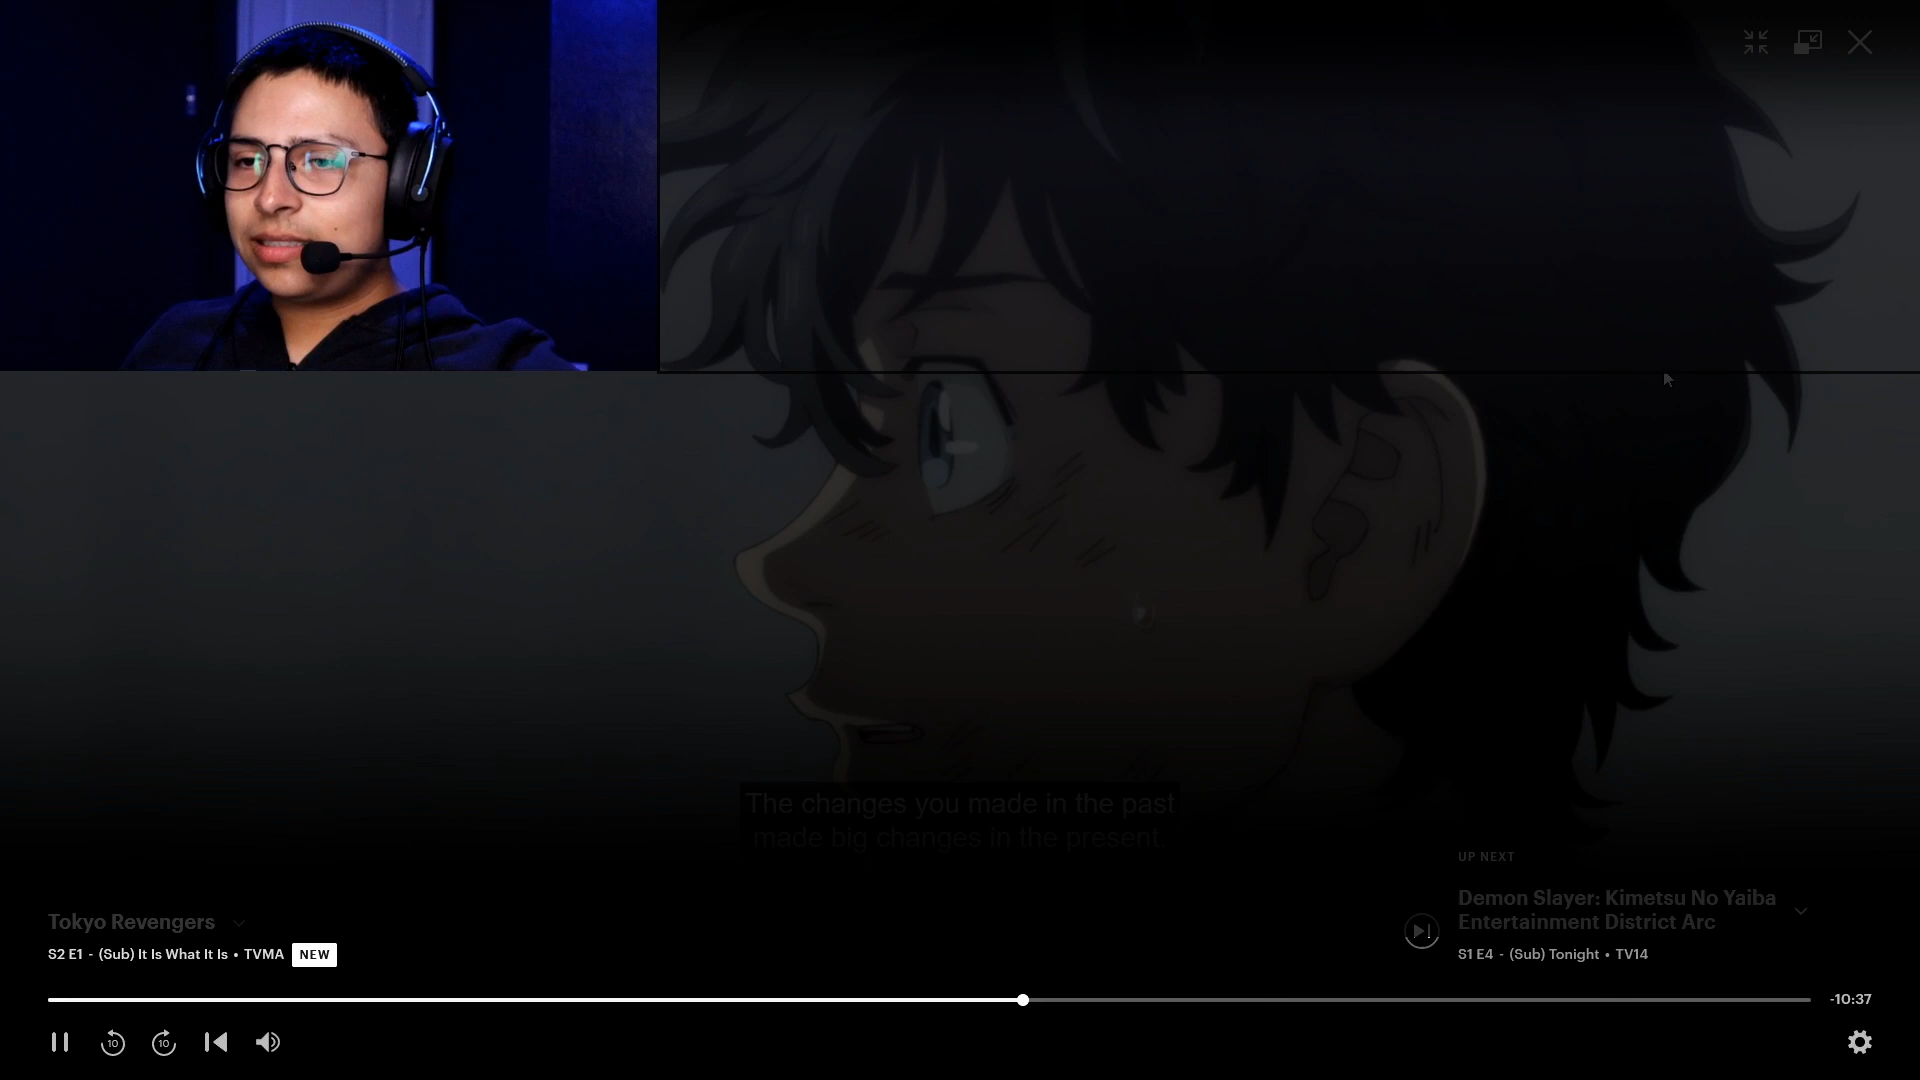 The changes you made in the past
made big changes in the present.
UP NEXT
Demon Slayer: Kimetsu No Yaiba
Entertainment District Arc
S1 E4 - (Sub) Tonight • TV14
Tokyo Revengers
S2 E1 - (Sub) It Is What It Is • TVMA NEW
-10:37
10 10